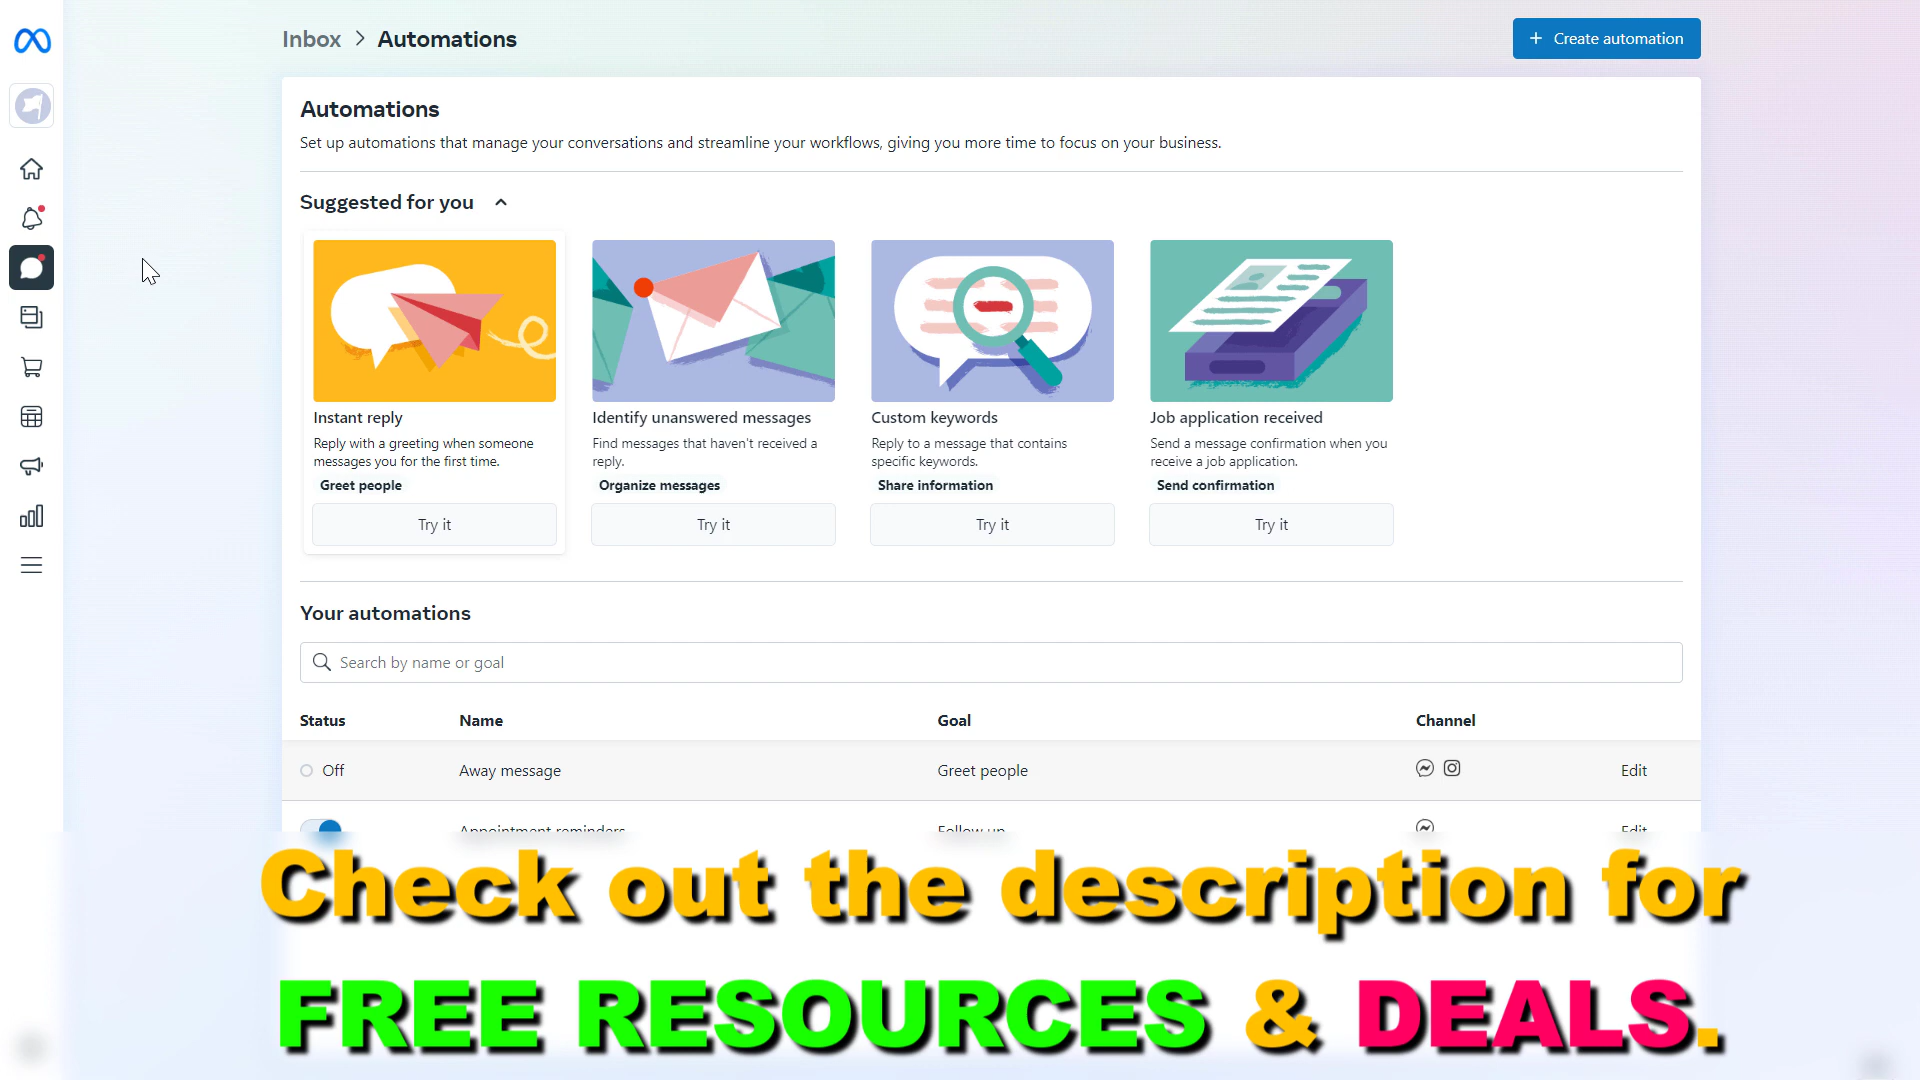 Inbox > Automations
+ Create automation
Automations
Set up automations that manage your conversations and streamline your workflows, giving you more time to focus on your business.
Suggested for you
Instant reply
Reply with a greeting when someone
messages you for the first time.
Greet people
Try it
Identify unanswered messages
Find messages that haven't received a
reply.
Organize messages
Try it
Custom keywords
Reply to a message that contains
specific keywords.
Share information
Try it
Job application received
Send a message confirmation when you
receive a job application.
Send confirmation
Try it
Your automations
Search by name or goal
Status Name Goal Channel
Off Away message Greet people Edit
Appointment reminders Follow up Edit
Check out the description for
FREE RESOURCES & DEALS.